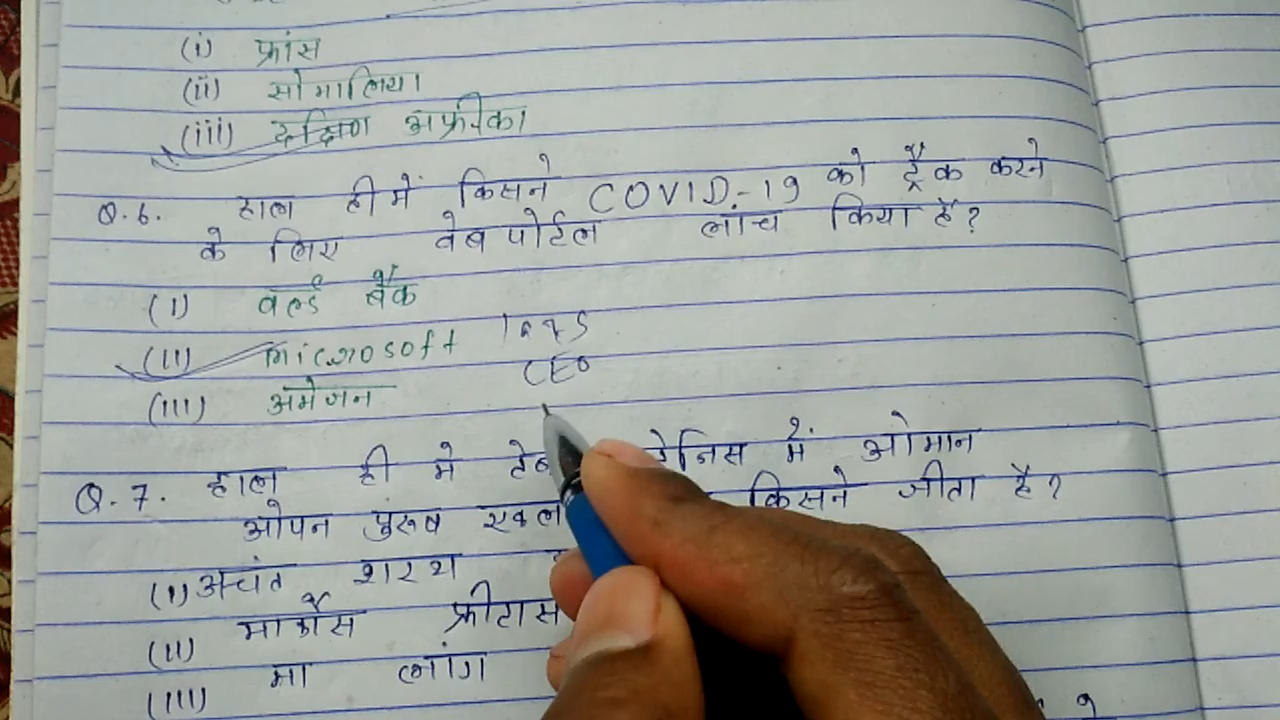 (i) फ्रांस
(ii) सोमालिया
(iii) दक्षिण अफ्रीका
Q.6. हाल ही में किसने COVID-19 को ट्रैक करने
के लिए वेब पोर्टल लॉंच किया है?
(I) वर्ल्ड बैंक
(II) Microsoft 1975
CEO
(III) अमेजन
Q.7. हाल ही मे टेब टेनिस में ओमान
ओपन पुरुष एकल किसने जीता है?
(I) अचंत शरथ
(II) मार्कोस फ्रीटास
(III) मा लांग